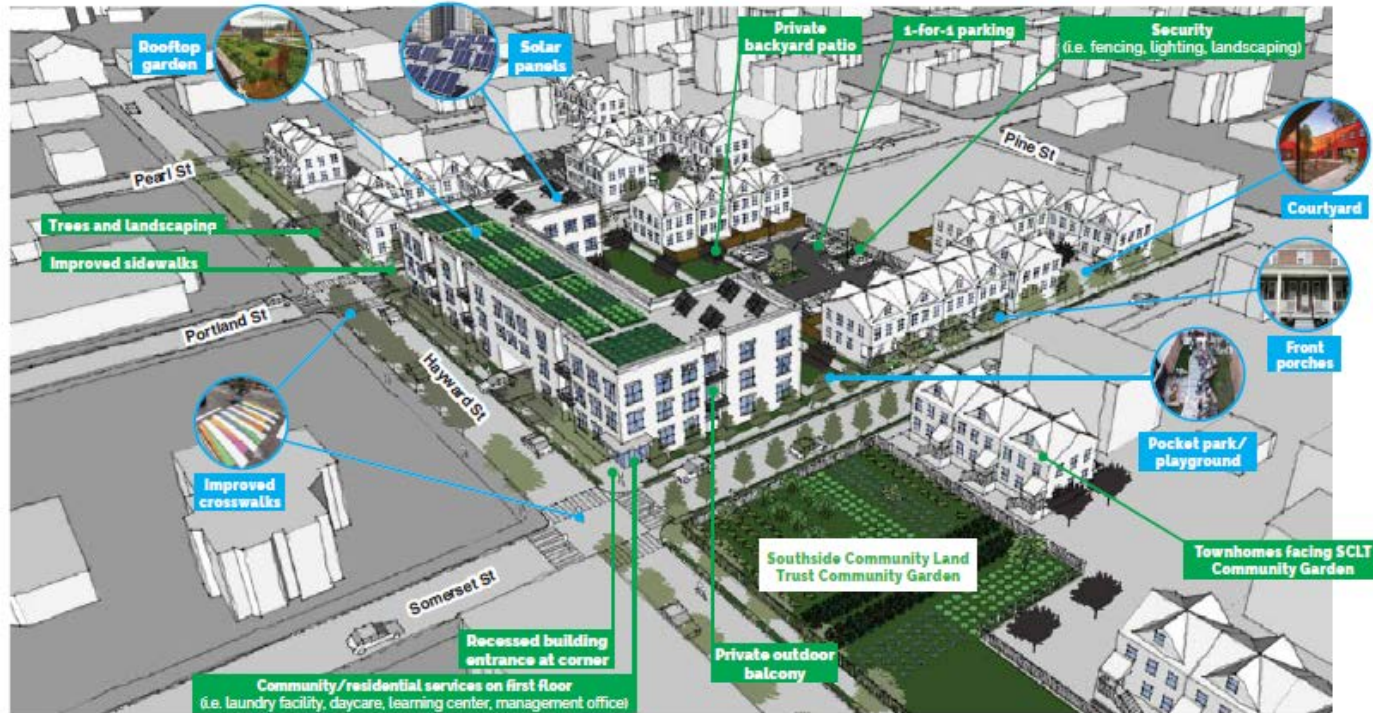 Rooftop
garden
Solar
panels
Private
backyard patio
1-for-1 parking
Security
(i.e. fencing, lighting, landscaping)
Pearl St
Pine St
Courtyard
Trees and landscaping
Improved sidewalks
Portland St
Hayward St
Front
porches
Pocket park/
playground
Improved
crosswalks
Southside Community Land
Trust Community Garden
Townhomes facing SCLT
Community Garden
Somerset St
Recessed building
entrance at corner
Private outdoor
balcony
Community/residential services on first floor
(i.e. laundry facility, daycare, learning center, management office)